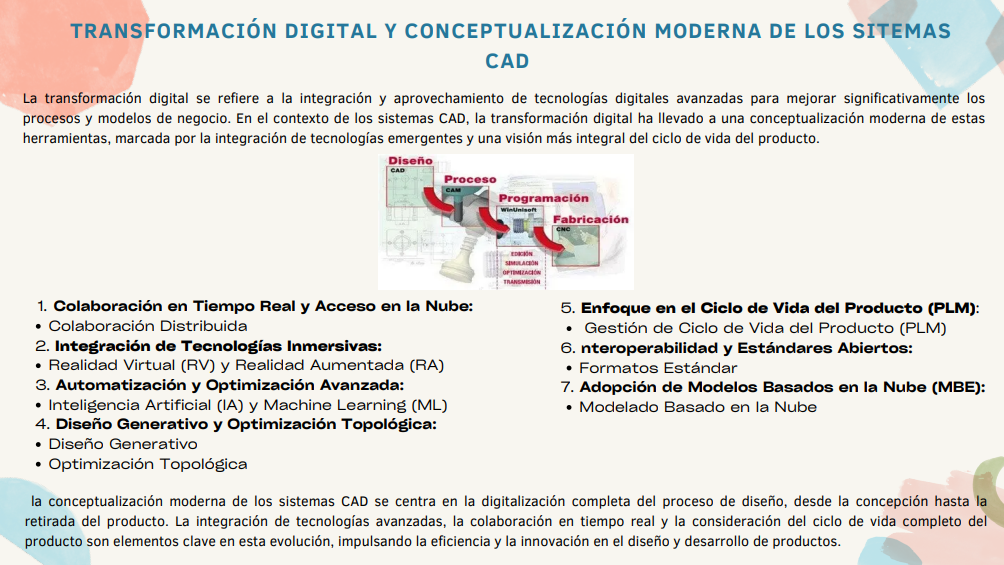 TRANSFORMACIÓN DIGITAL Y CONCEPTUALIZACIÓN MODERNA DE LOS SITEMAS
CAD
La transformación digital se refiere a la integración y aprovechamiento de tecnologías digitales avanzadas para mejorar significativamente los
procesos y modelos de negocio. En el contexto de los sistemas CAD, la transformación digital ha llevado a una conceptualización moderna de estas
herramientas, marcada por la integración de tecnologías emergentes y una visión más integral del ciclo de vida del producto.
Diseño
CAD
Proceso
CAM
Programación
WinUnisoft
Fabricación
CNC
EDICIÓN
SIMULACIÓN
OPTIMIZACIÓN
TRANSMISIÓN
1. Colaboración en Tiempo Real y Acceso en la Nube:
• Colaboración Distribuida
2. Integración de Tecnologías Inmersivas:
• Realidad Virtual (RV) y Realidad Aumentada (RA)
3. Automatización y Optimización Avanzada:
• Inteligencia Artificial (IA) y Machine Learning (ML)
4. Diseño Generativo y Optimización Topológica:
• Diseño Generativo
• Optimización Topológica
5. Enfoque en el Ciclo de Vida del Producto (PLM):
• Gestión de Ciclo de Vida del Producto (PLM)
6. nteroperabilidad y Estándares Abiertos:
• Formatos Estándar
7. Adopción de Modelos Basados en la Nube (MBE):
• Modelado Basado en la Nube
la conceptualización moderna de los sistemas CAD se centra en la digitalización completa del proceso de diseño, desde la concepción hasta la
retirada del producto. La integración de tecnologías avanzadas, la colaboración en tiempo real y la consideración del ciclo de vida completo del
producto son elementos clave en esta evolución, impulsando la eficiencia y la innovación en el diseño y desarrollo de productos.